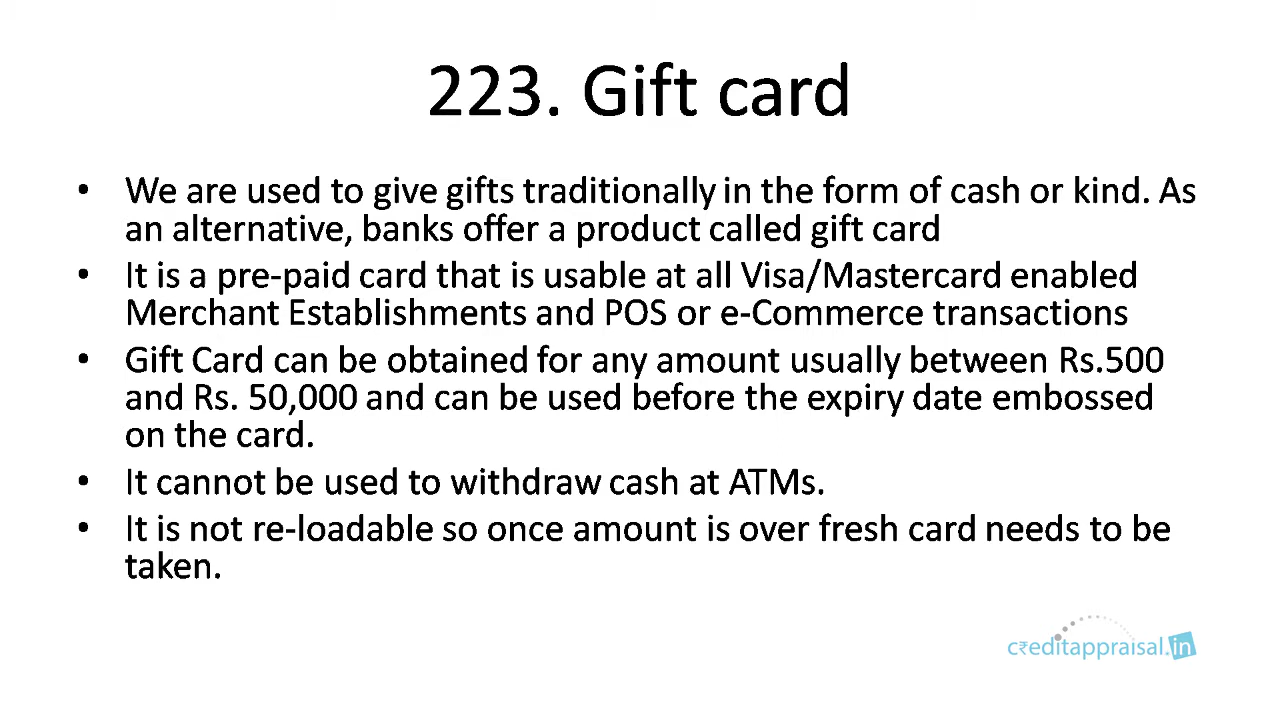 223. Gift card
• We are used to give gifts traditionally in the form of cash or kind. As
an alternative, banks offer a product called gift card
• It is a pre-paid card that is usable at all Visa/Mastercard enabled
Merchant Establishments and POS or e-Commerce transactions
• Gift Card can be obtained for any amount usually between Rs.500
and Rs. 50,000 and can be used before the expiry date embossed
on the card.
• It cannot be used to withdraw cash at ATMs.
• It is not re-loadable so once amount is over fresh card needs to be
taken.
c₹editappraisal.in